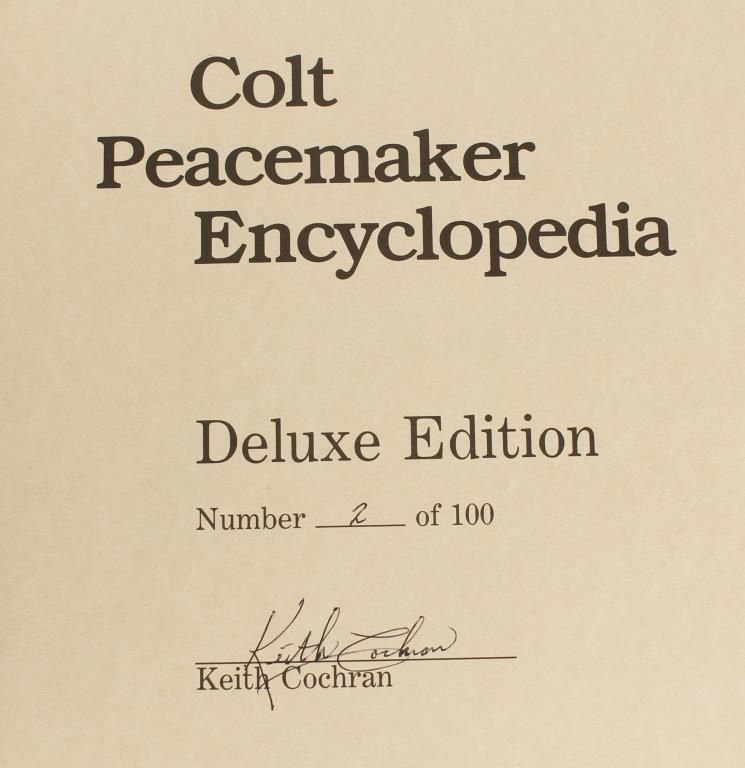 Colt
Peacemaker
Encyclopedia
Deluxe Edition
Number 2 of 100
Keith Cochran
Keith Cochran